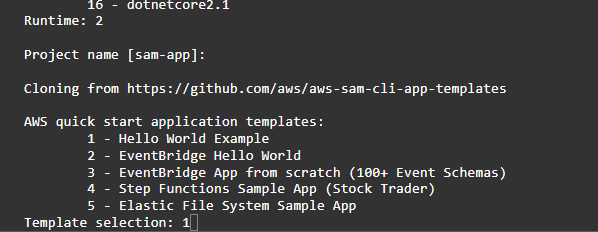 16 - dotnetcore2.1
Runtime: 2
Project name [sam-app]:
Cloning from https://github.com/aws/aws-sam-cli-app-templates
AWS quick start application templates:
1 - Hello World Example
2 - EventBridge Hello World
3 - EventBridge App from scratch (100+ Event Schemas)
4 - Step Functions Sample App (Stock Trader)
5 - Elastic File System Sample App
Template selection: 1